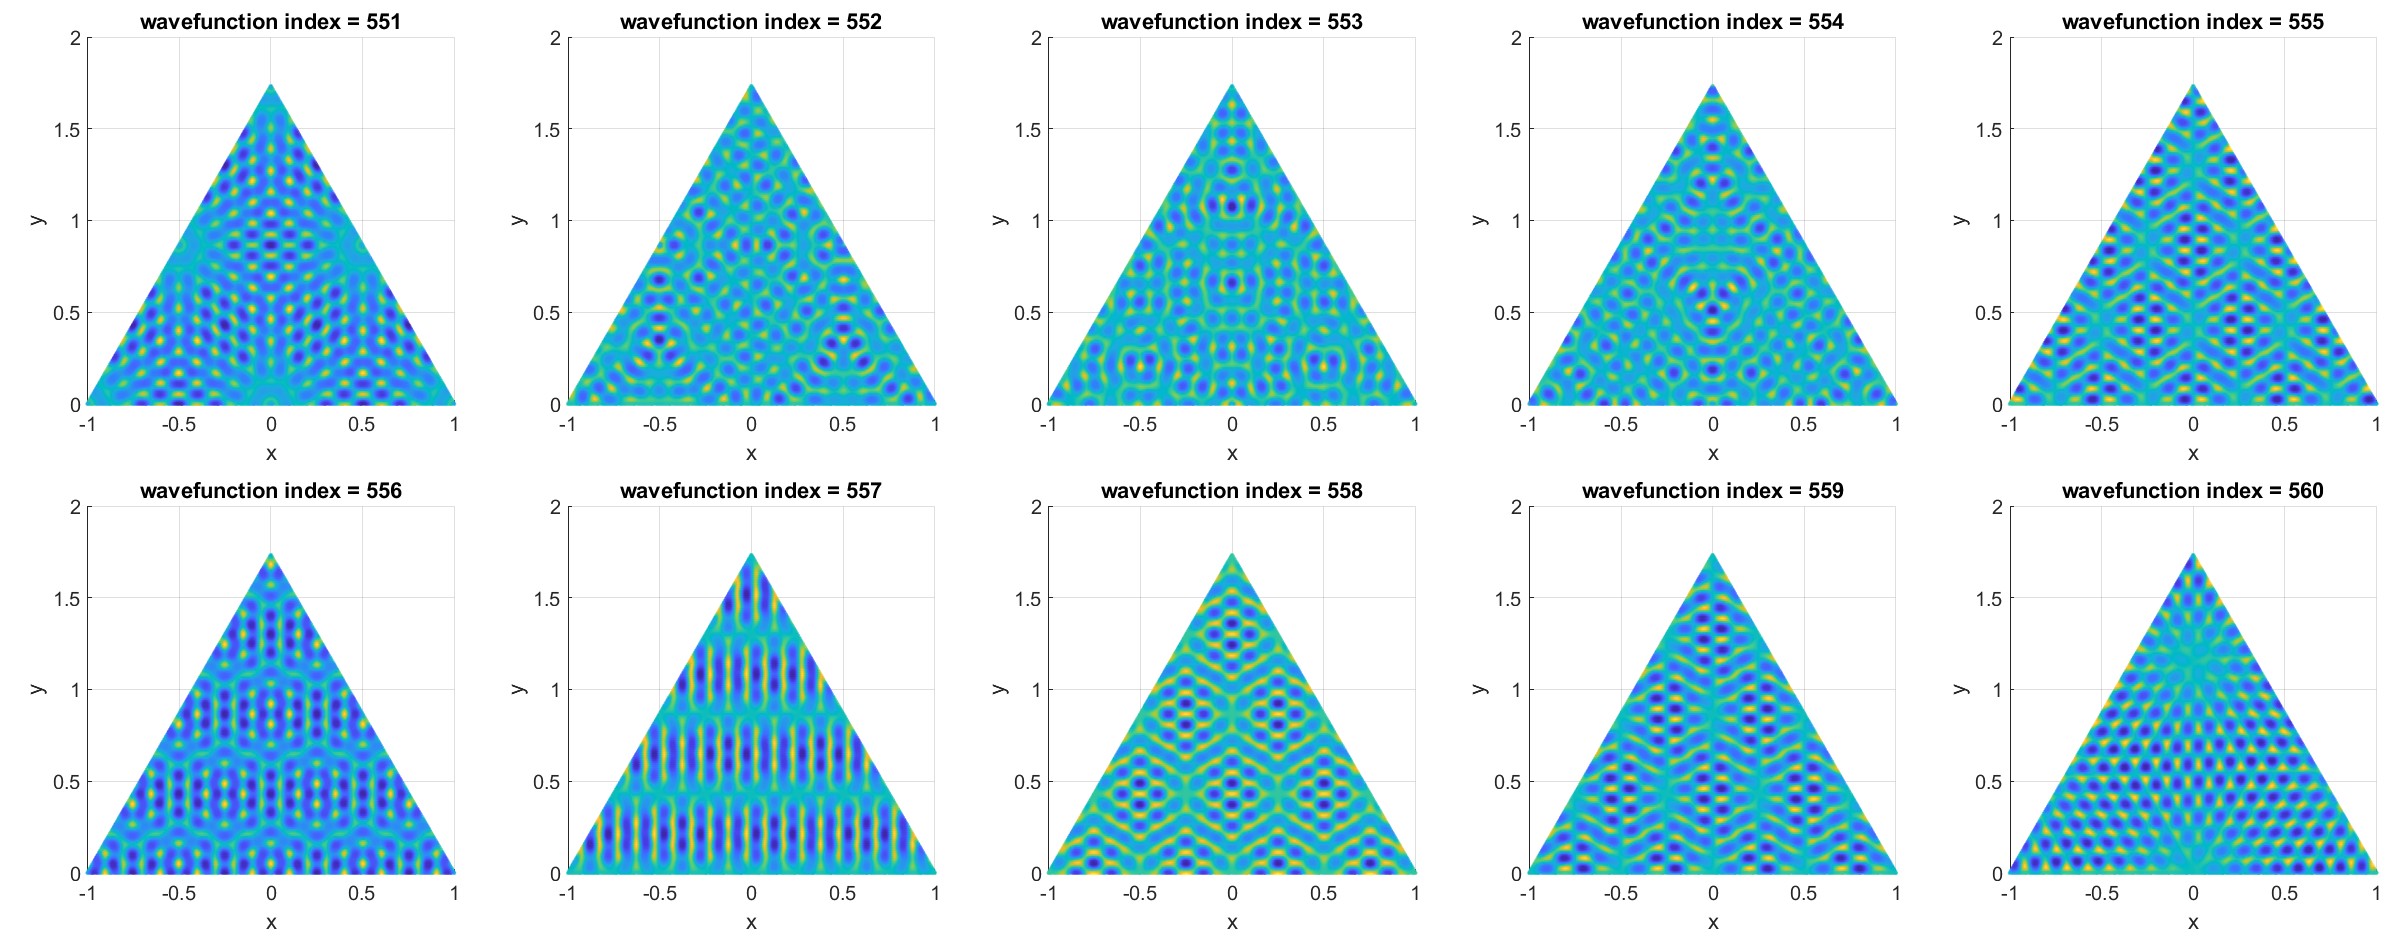 wavefunction index = 551
2
1.5
1
0.5
0
y
-1 -0.5 0 0.5 1
x
wavefunction index = 552
2
1.5
1
0.5
0
y
-1 -0.5 0 0.5 1
x
wavefunction index = 553
2
1.5
1
0.5
0
y
-1 -0.5 0 0.5 1
x
wavefunction index = 554
2
1.5
1
0.5
0
y
-1 -0.5 0 0.5 1
x
wavefunction index = 555
2
1.5
1
0.5
0
y
-1 -0.5 0 0.5 1
x
wavefunction index = 556
2
1.5
1
0.5
0
y
-1 -0.5 0 0.5 1
x
wavefunction index = 557
2
1.5
1
0.5
0
y
-1 -0.5 0 0.5 1
x
wavefunction index = 558
2
1.5
1
0.5
0
y
-1 -0.5 0 0.5 1
x
wavefunction index = 559
2
1.5
1
0.5
0
y
-1 -0.5 0 0.5 1
x
wavefunction index = 560
2
1.5
1
0.5
0
y
-1 -0.5 0 0.5 1
x